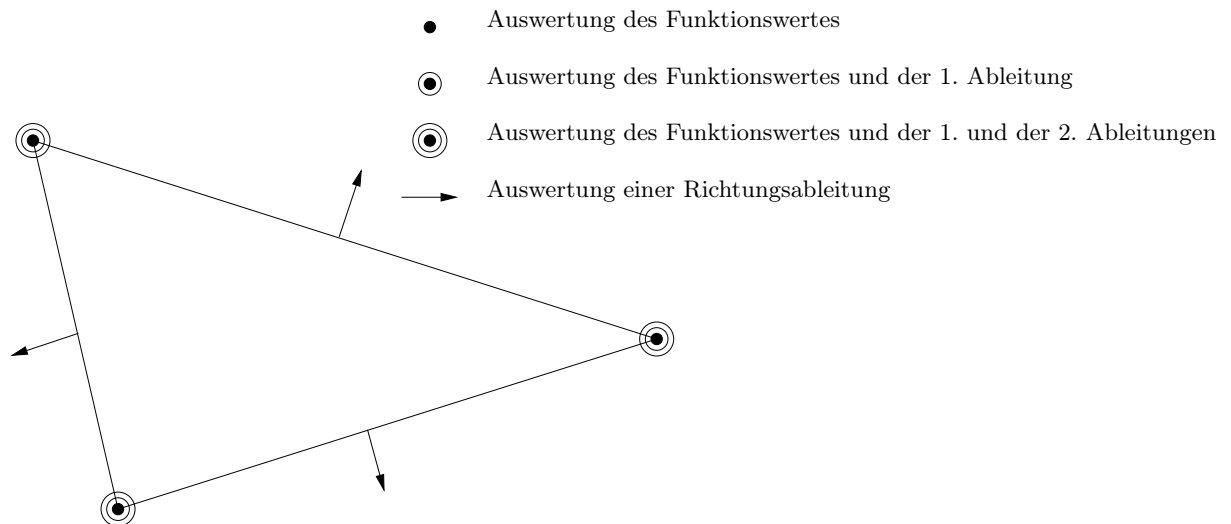 Auswertung des Funktionswertes
Auswertung des Funktionswertes und der 1. Ableitung
Auswertung des Funktionswertes und der 1. und der 2. Ableitungen
Auswertung einer Richtungsableitung